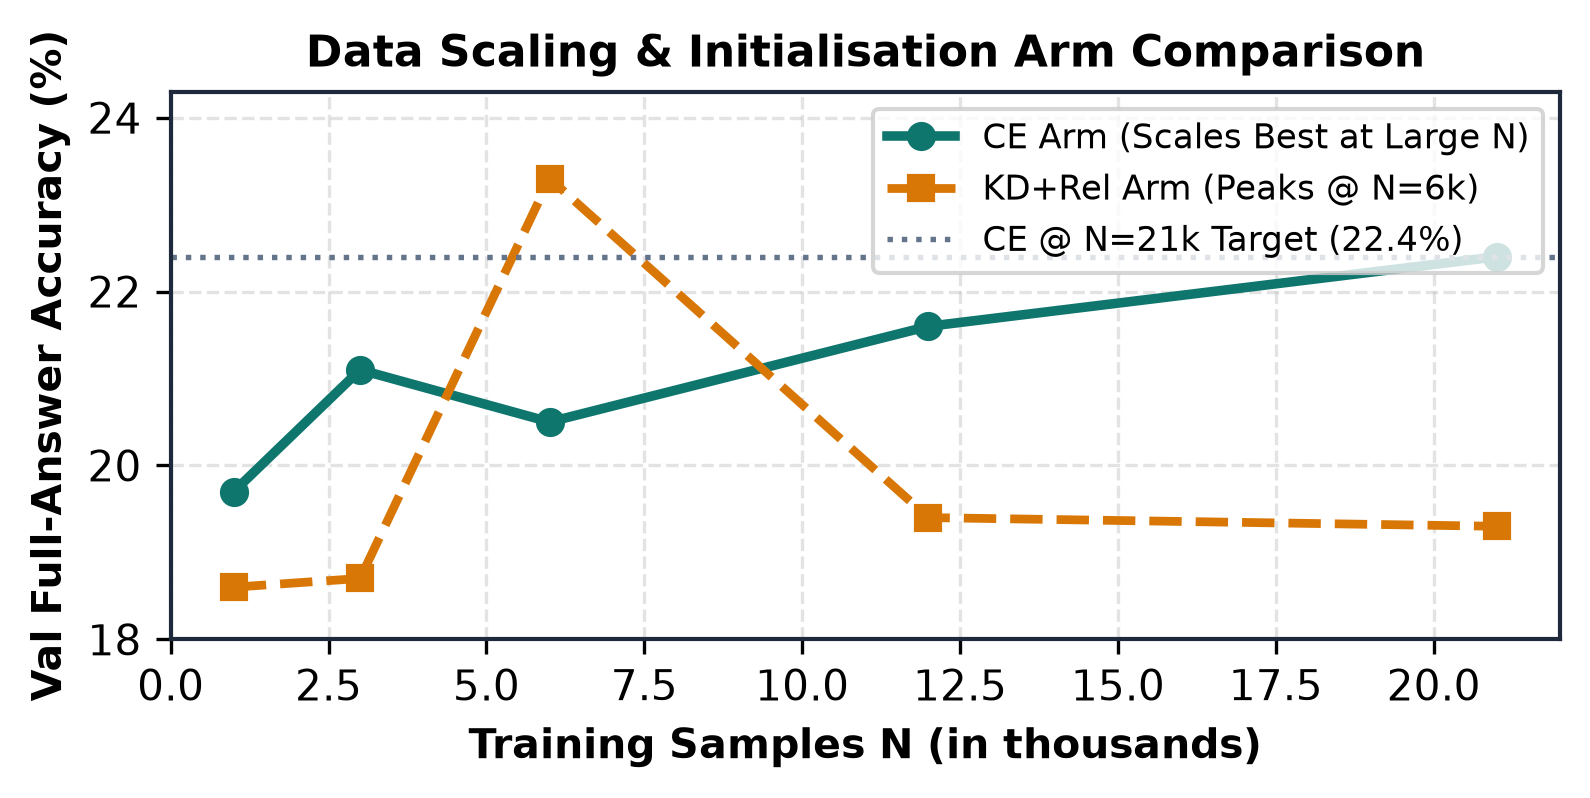 Data Scaling & Initialisation Arm Comparison
Val Full-Answer Accuracy (%)
24
22
20
18
CE Arm (Scales Best at Large N)
KD+Rel Arm (Peaks @ N=6k)
CE @ N=21k Target (22.4%)
0.0 2.5 5.0 7.5 10.0 12.5 15.0 17.5 20.0
Training Samples N (in thousands)